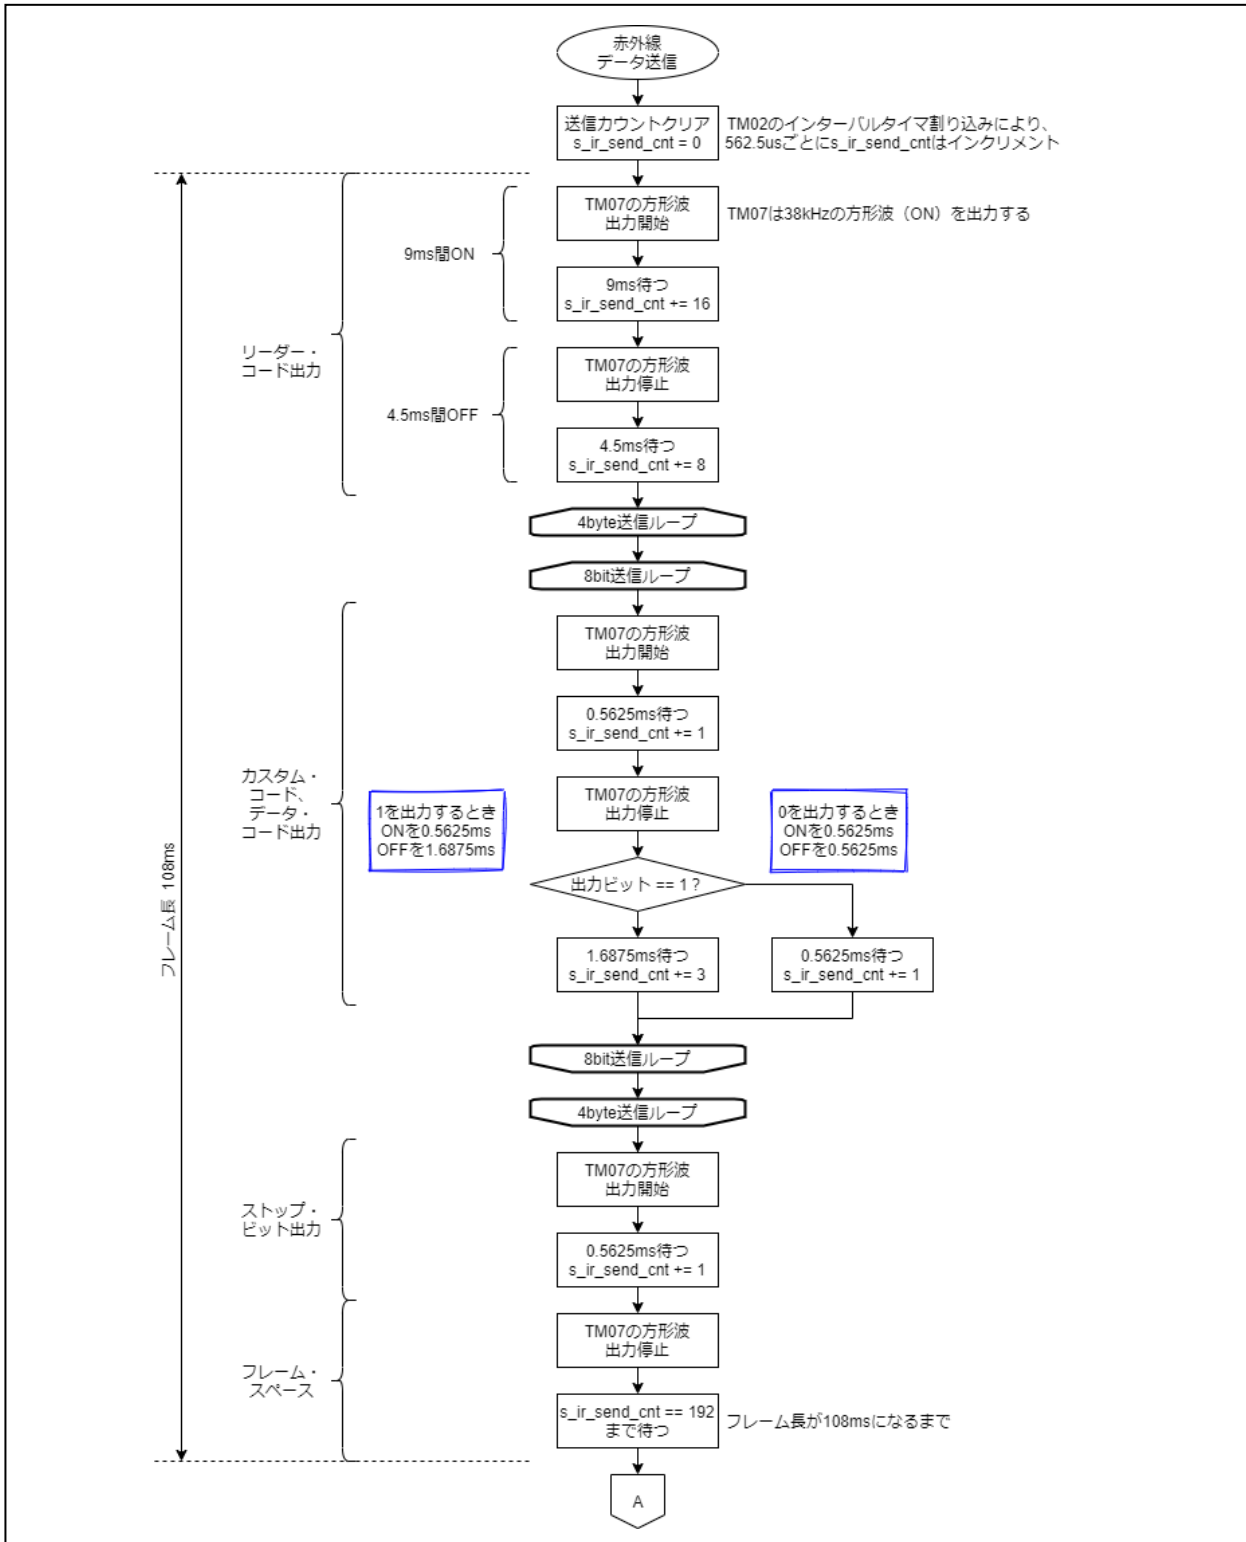 赤外線
データ送信
送信カウントクリア
s_ir_send_cnt = 0
TM02のインターバルタイマ割り込みにより、
562.5usごとにs_ir_send_cntはインクリメント
TM07の方形波
出力開始
TM07は38kHzの方形波（ON）を出力する
9ms間ON
9ms待つ
s_ir_send_cnt += 16
リーダー・
コード出力
TM07の方形波
出力停止
4.5ms間OFF
4.5ms待つ
s_ir_send_cnt += 8
4byte送信ループ
8bit送信ループ
TM07の方形波
出力開始
0.5625ms待つ
s_ir_send_cnt += 1
カスタム・
コード、
データ・
コード出力
1を出力するとき
ONを0.5625ms
OFFを1.6875ms
TM07の方形波
出力停止
0を出力するとき
ONを0.5625ms
OFFを0.5625ms
フレーム長 108ms
出力ビット == 1？
1.6875ms待つ
s_ir_send_cnt += 3
0.5625ms待つ
s_ir_send_cnt += 1
8bit送信ループ
4byte送信ループ
TM07の方形波
出力開始
ストップ・
ビット出力
0.5625ms待つ
s_ir_send_cnt += 1
TM07の方形波
出力停止
フレーム・
スペース
s_ir_send_cnt == 192
まで待つ
フレーム長が108msになるまで
A